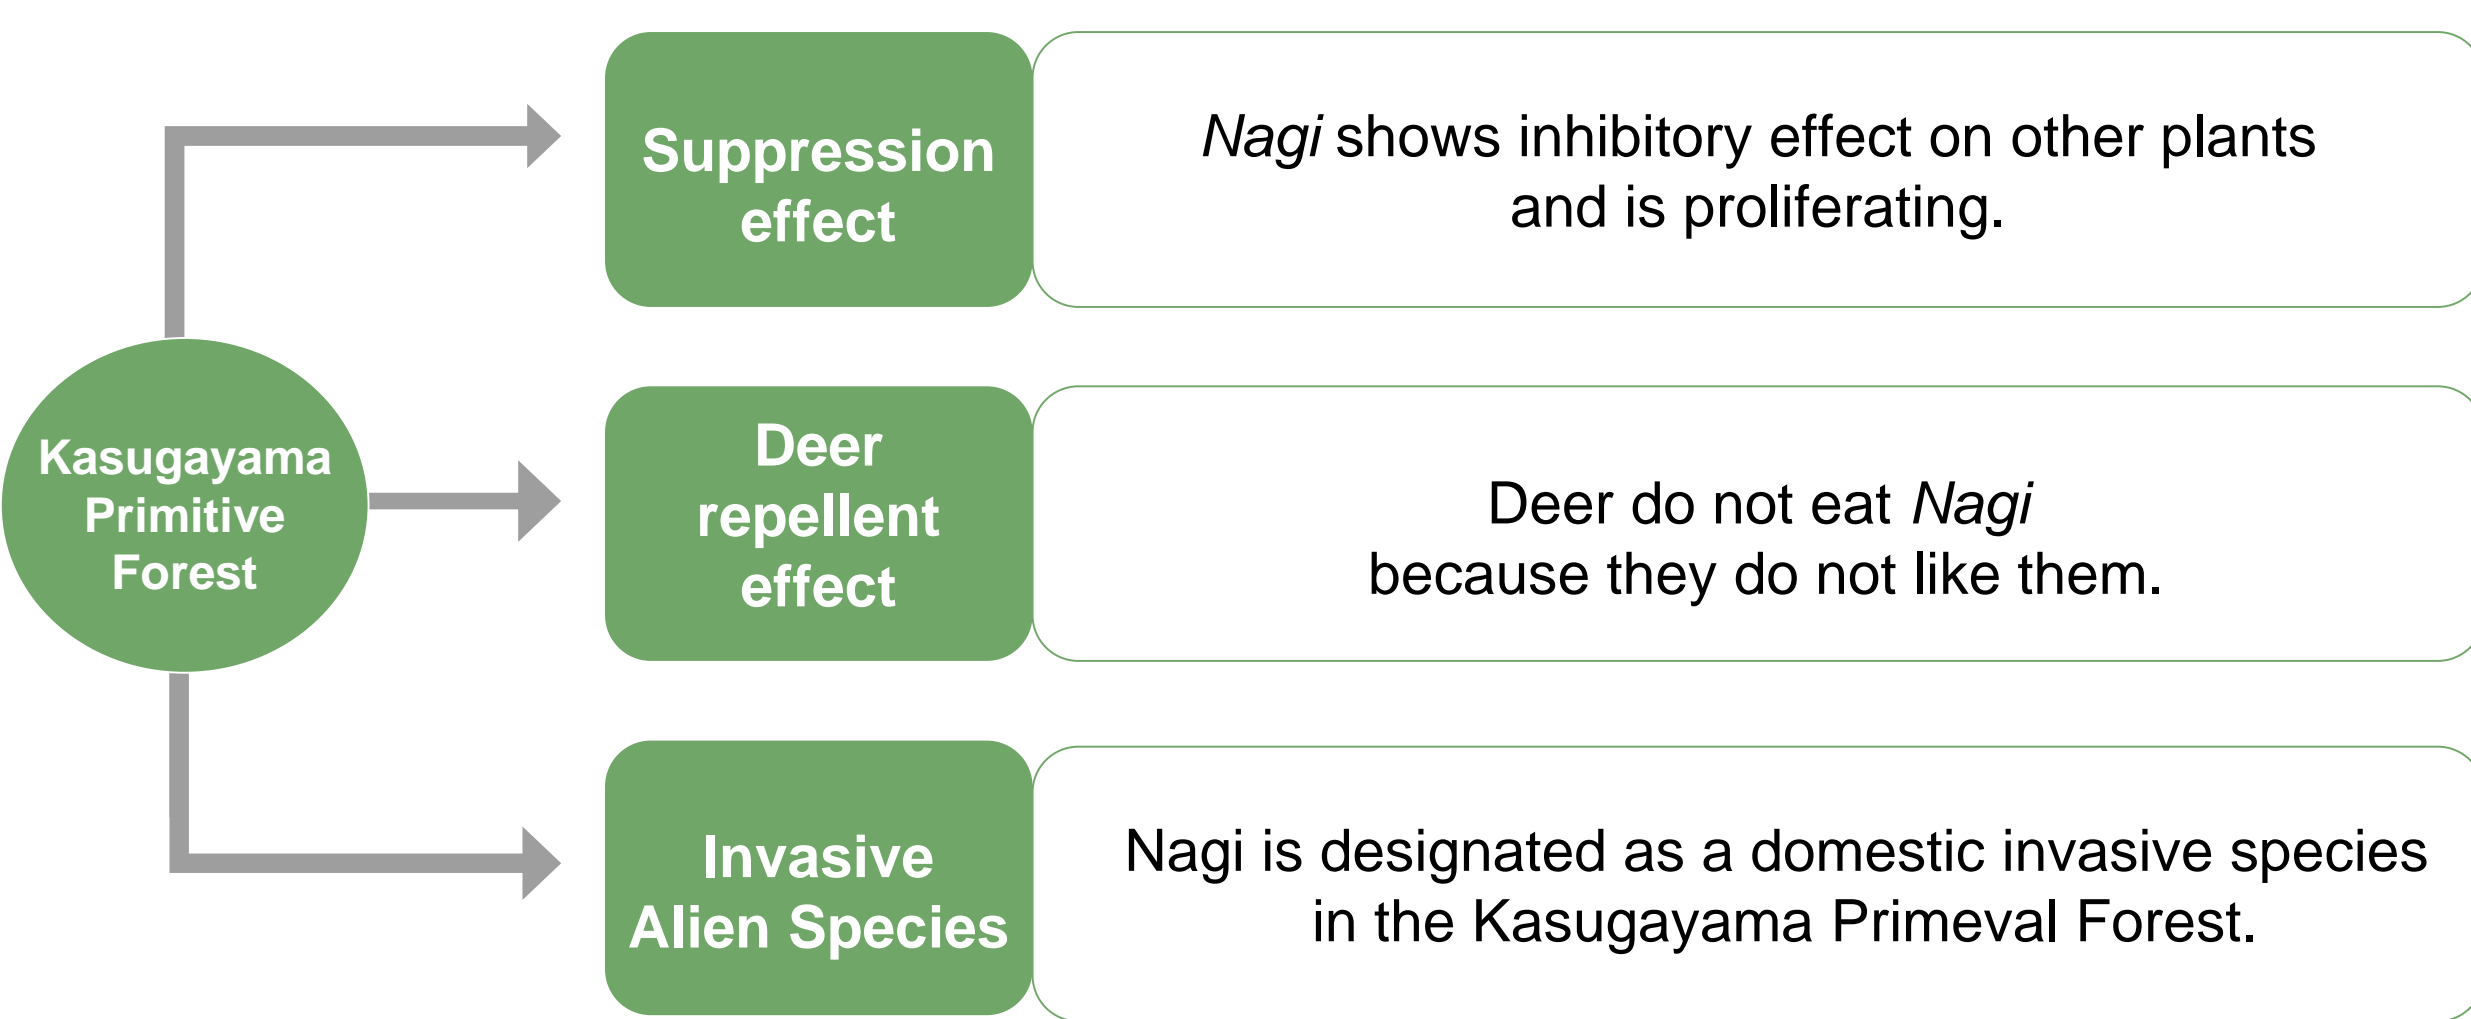 Suppression
effect
Nagi shows inhibitory effect on other plants
and is proliferating.
Kasugayama
Primitive
Forest
Deer
repellent
effect
Deer do not eat Nagi
because they do not like them.
Invasive
Alien Species
Nagi is designated as a domestic invasive species
in the Kasugayama Primeval Forest.